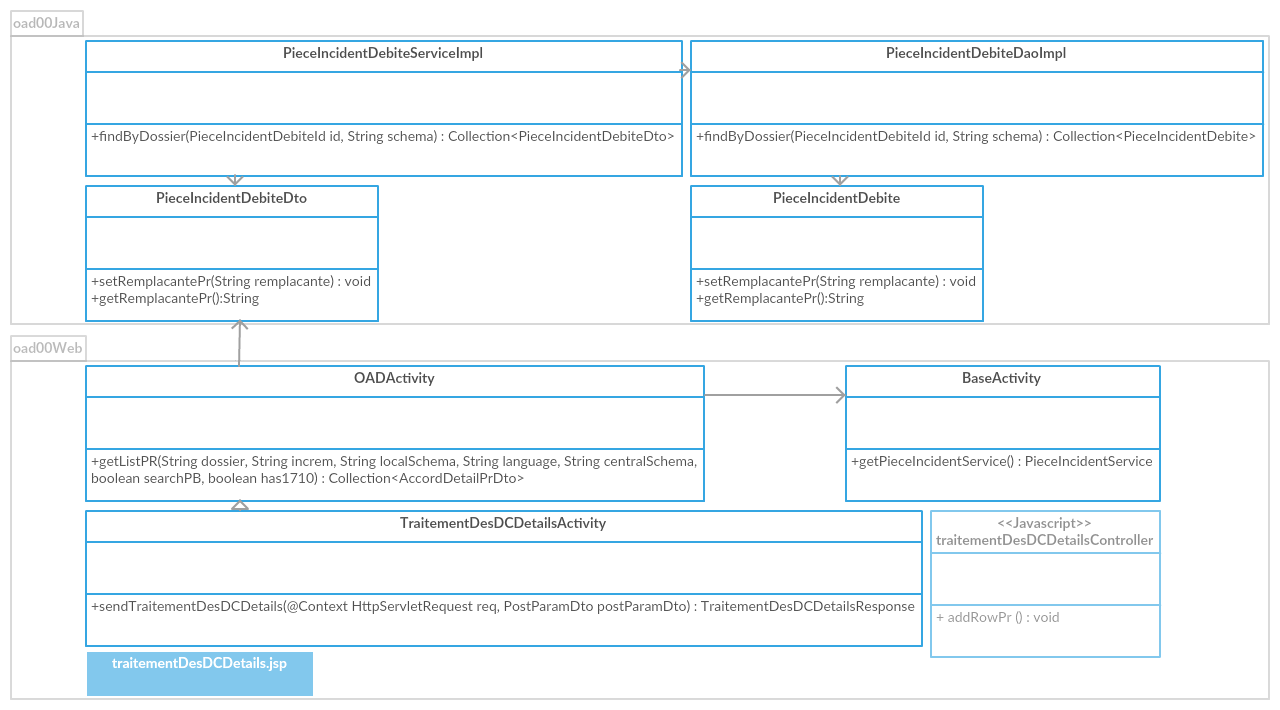 oad00Java
PieceIncidentDebiteServiceImpl
+findByDossier(PieceIncidentDebiteId id, String schema) : Collection<PieceIncidentDebiteDto>
PieceIncidentDebiteDaoImpl
+findByDossier(PieceIncidentDebiteId id, String schema) : Collection<PieceIncidentDebite>
PieceIncidentDebiteDto
+setRemplacantePr(String remplacante) : void
+getRemplacantePr():String
PieceIncidentDebite
+setRemplacantePr(String remplacante) : void
+getRemplacantePr():String
oad00Web
OADActivity
+getListPR(String dossier, String increm, String localSchema, String language, String centralSchema,
boolean searchPB, boolean has1710) : Collection<AccordDetailPrDto>
BaseActivity
+getPieceIncidentService() : PieceIncidentService
TraitementDesDCDetailsActivity
+sendTraitementDesDCDetails(@Context HttpServletRequest req, PostParamDto postParamDto) : TraitementDesDCDetailsResponse
<<Javascript>>
traitementDesDCDetailsController
+ addRowPr () : void
traitementDesDCDetails.jsp